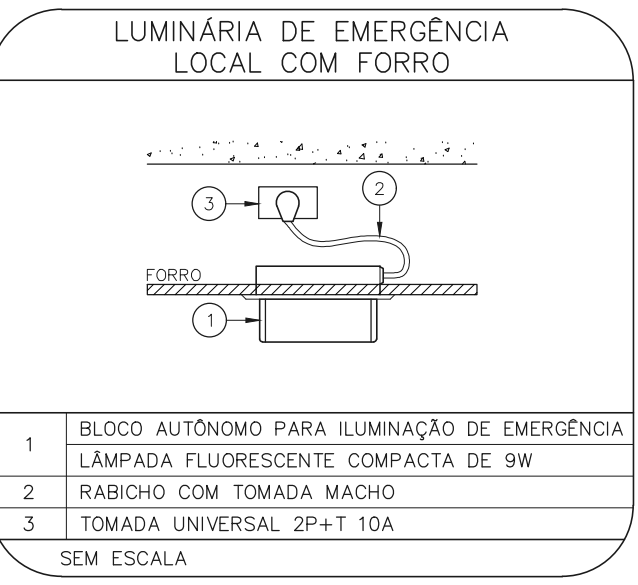 LUMINÁRIA DE EMERGÊNCIA
LOCAL COM FORRO
3
2
FORRO
1
1
BLOCO AUTÔNOMO PARA ILUMINAÇÃO DE EMERGÊNCIA
LÂMPADA FLUORESCENTE COMPACTA DE 9W
2 RABICHO COM TOMADA MACHO
3 TOMADA UNIVERSAL 2P+T 10A
SEM ESCALA